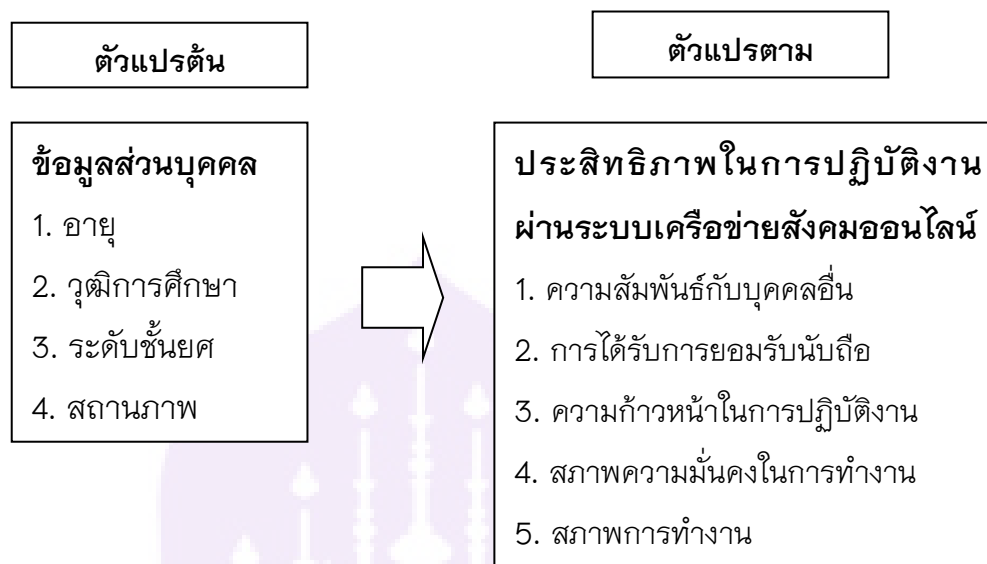 ตัวแปรต้น
ตัวแปรตาม
ข้อมูลส่วนบุคคล
1. อายุ
2. วุฒิการศึกษา
3. ระดับชั้นยศ
4. สถานภาพ
ประสิทธิภาพในการปฏิบัติงาน
ผ่านระบบเครือข่ายสังคมออนไลน์
1. ความสัมพันธ์กับบุคคลอื่น
2. การได้รับการยอมรับนับถือ
3. ความก้าวหน้าในการปฏิบัติงาน
4. สภาพความมั่นคงในการทำงาน
5. สภาพการทำงาน